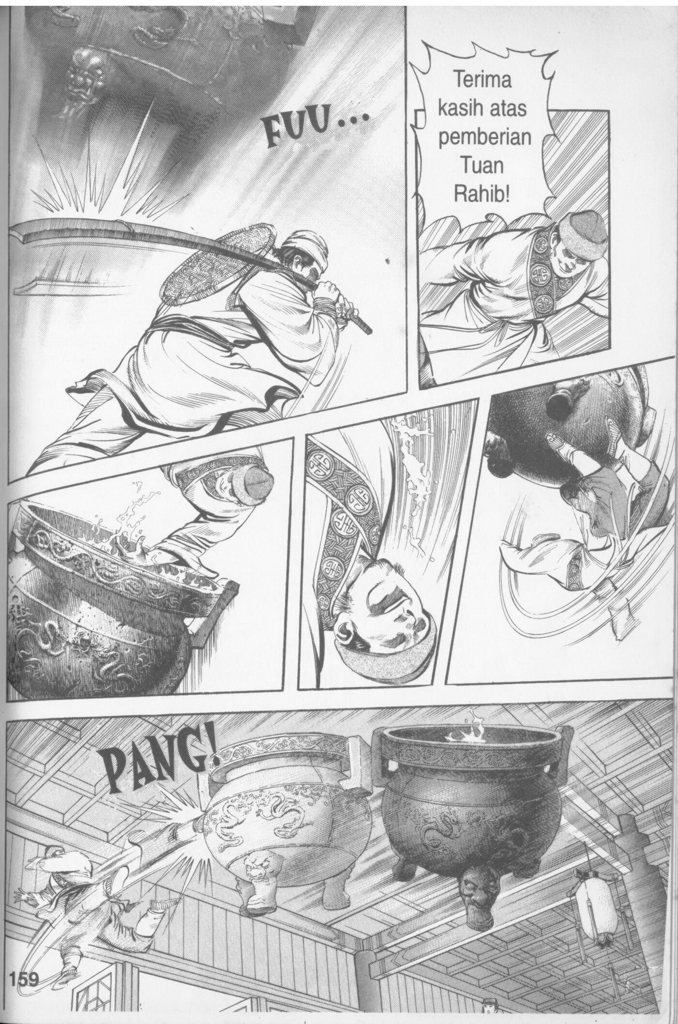 FUU...
Terima
kasih atas
pemberian
Tuan
Rahib!
PANG!
159